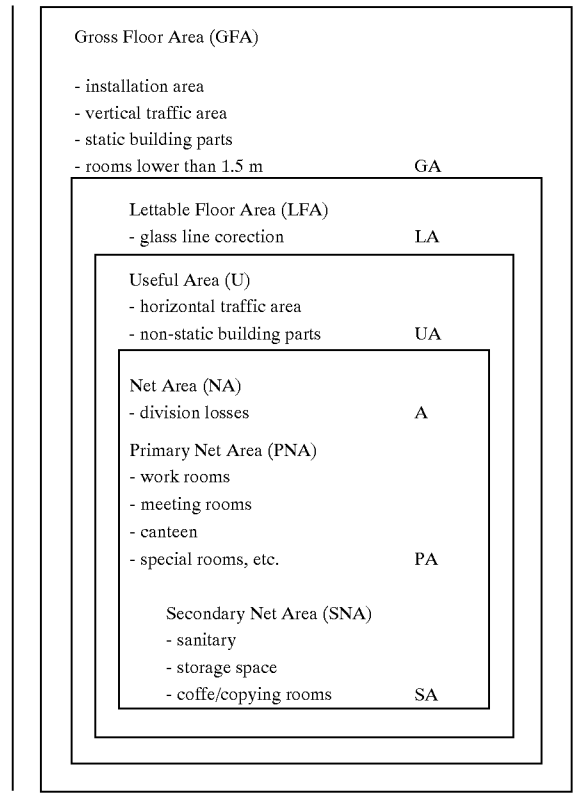 Gross Floor Area (GFA)
- installation area
- vertical traffic area
- static building parts
- rooms lower than 1.5 m GA
Lettable Floor Area (LFA)
- glass line corection LA
Useful Area (U)
- horizontal traffic area
- non-static building parts UA
Net Area (NA)
- division losses A
Primary Net Area (PNA)
- work rooms
- meeting rooms
- canteen
- special rooms, etc. PA
Secondary Net Area (SNA)
- sanitary
- storage space
- coffe/copying rooms SA